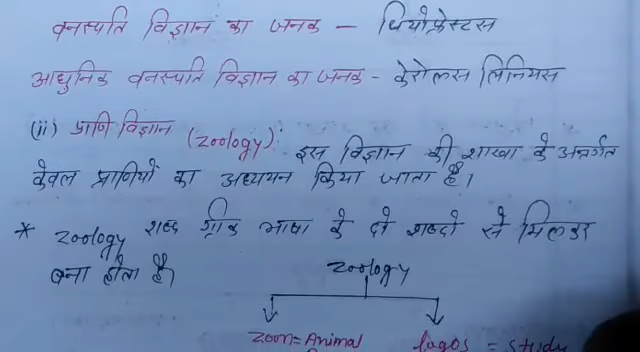 वनस्पति विज्ञान का जनक - थियोफ्रेस्टस
आधुनिक वनस्पति विज्ञान का जनक - केरोलस लिनियस
(ii) प्राणि विज्ञान (Zoology): इस विज्ञान की शाखा के अन्तर्गत
केवल प्राणियों का अध्ययन किया जाता है।
* Zoology शब्द ग्रीक भाषा के दो शब्दो से मिलकर
बना होता है।
Zoology
Zoon = Animal logos = Study